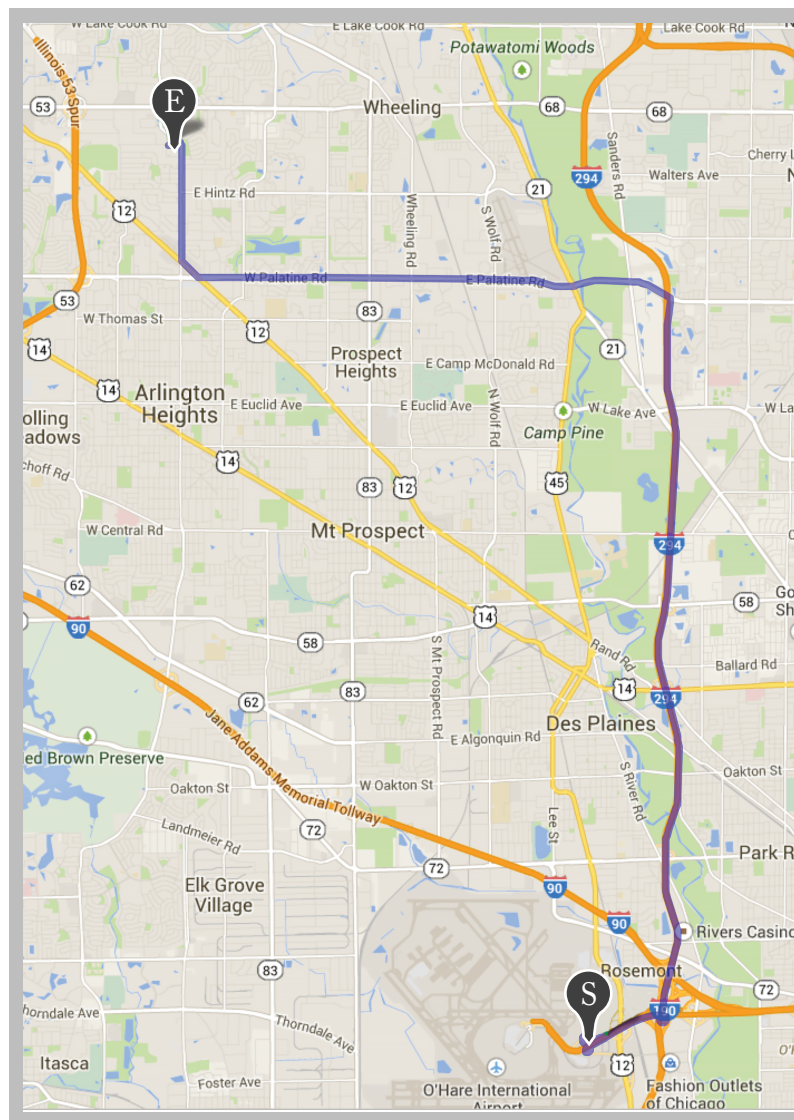 W Lake Cook Rd
E Lake Cook Rd
Lake Cook Rd
Illinois 53 Spur
Potawatomi Woods
E
53
Wheeling
68
68
Sanders Rd
Cherry L
294
Walters Ave
N
E Hintz Rd
21
12
Wheeling Rd
S Wolf Rd
W Palatine Rd
E Palatine Rd
53
W Thomas St
83
12
14
21
Prospect
Heights
E Camp McDonald Rd
14
Arlington
Heights
N Wolf Rd
olling
adows
E Euclid Ave
E Euclid Ave
W Lake Ave
W La
Camp Pine
choff Rd
14
83
12
45
W Central Rd
Mt Prospect
294
62
Go
Sh
58
90
14
58
S Mt Prospect Rd
Rand Rd
Ballard Rd
83
14
62
294
Jane Addams Memorial Tollway
Des Plaines
E Algonquin Rd
ed Brown Preserve
S River Rd
Oakton St
W Oakton St
Oakton St
Lee St
Landmeier Rd
72
72
Park R
Elk Grove
Village
90
90
Rivers Casino
83
Rosemont
S
72
190
horndale Ave
Thorndale Ave
O'H
Itasca
12
Foster Ave
O'Hare International
Airport
Fashion Outlets
of Chicago